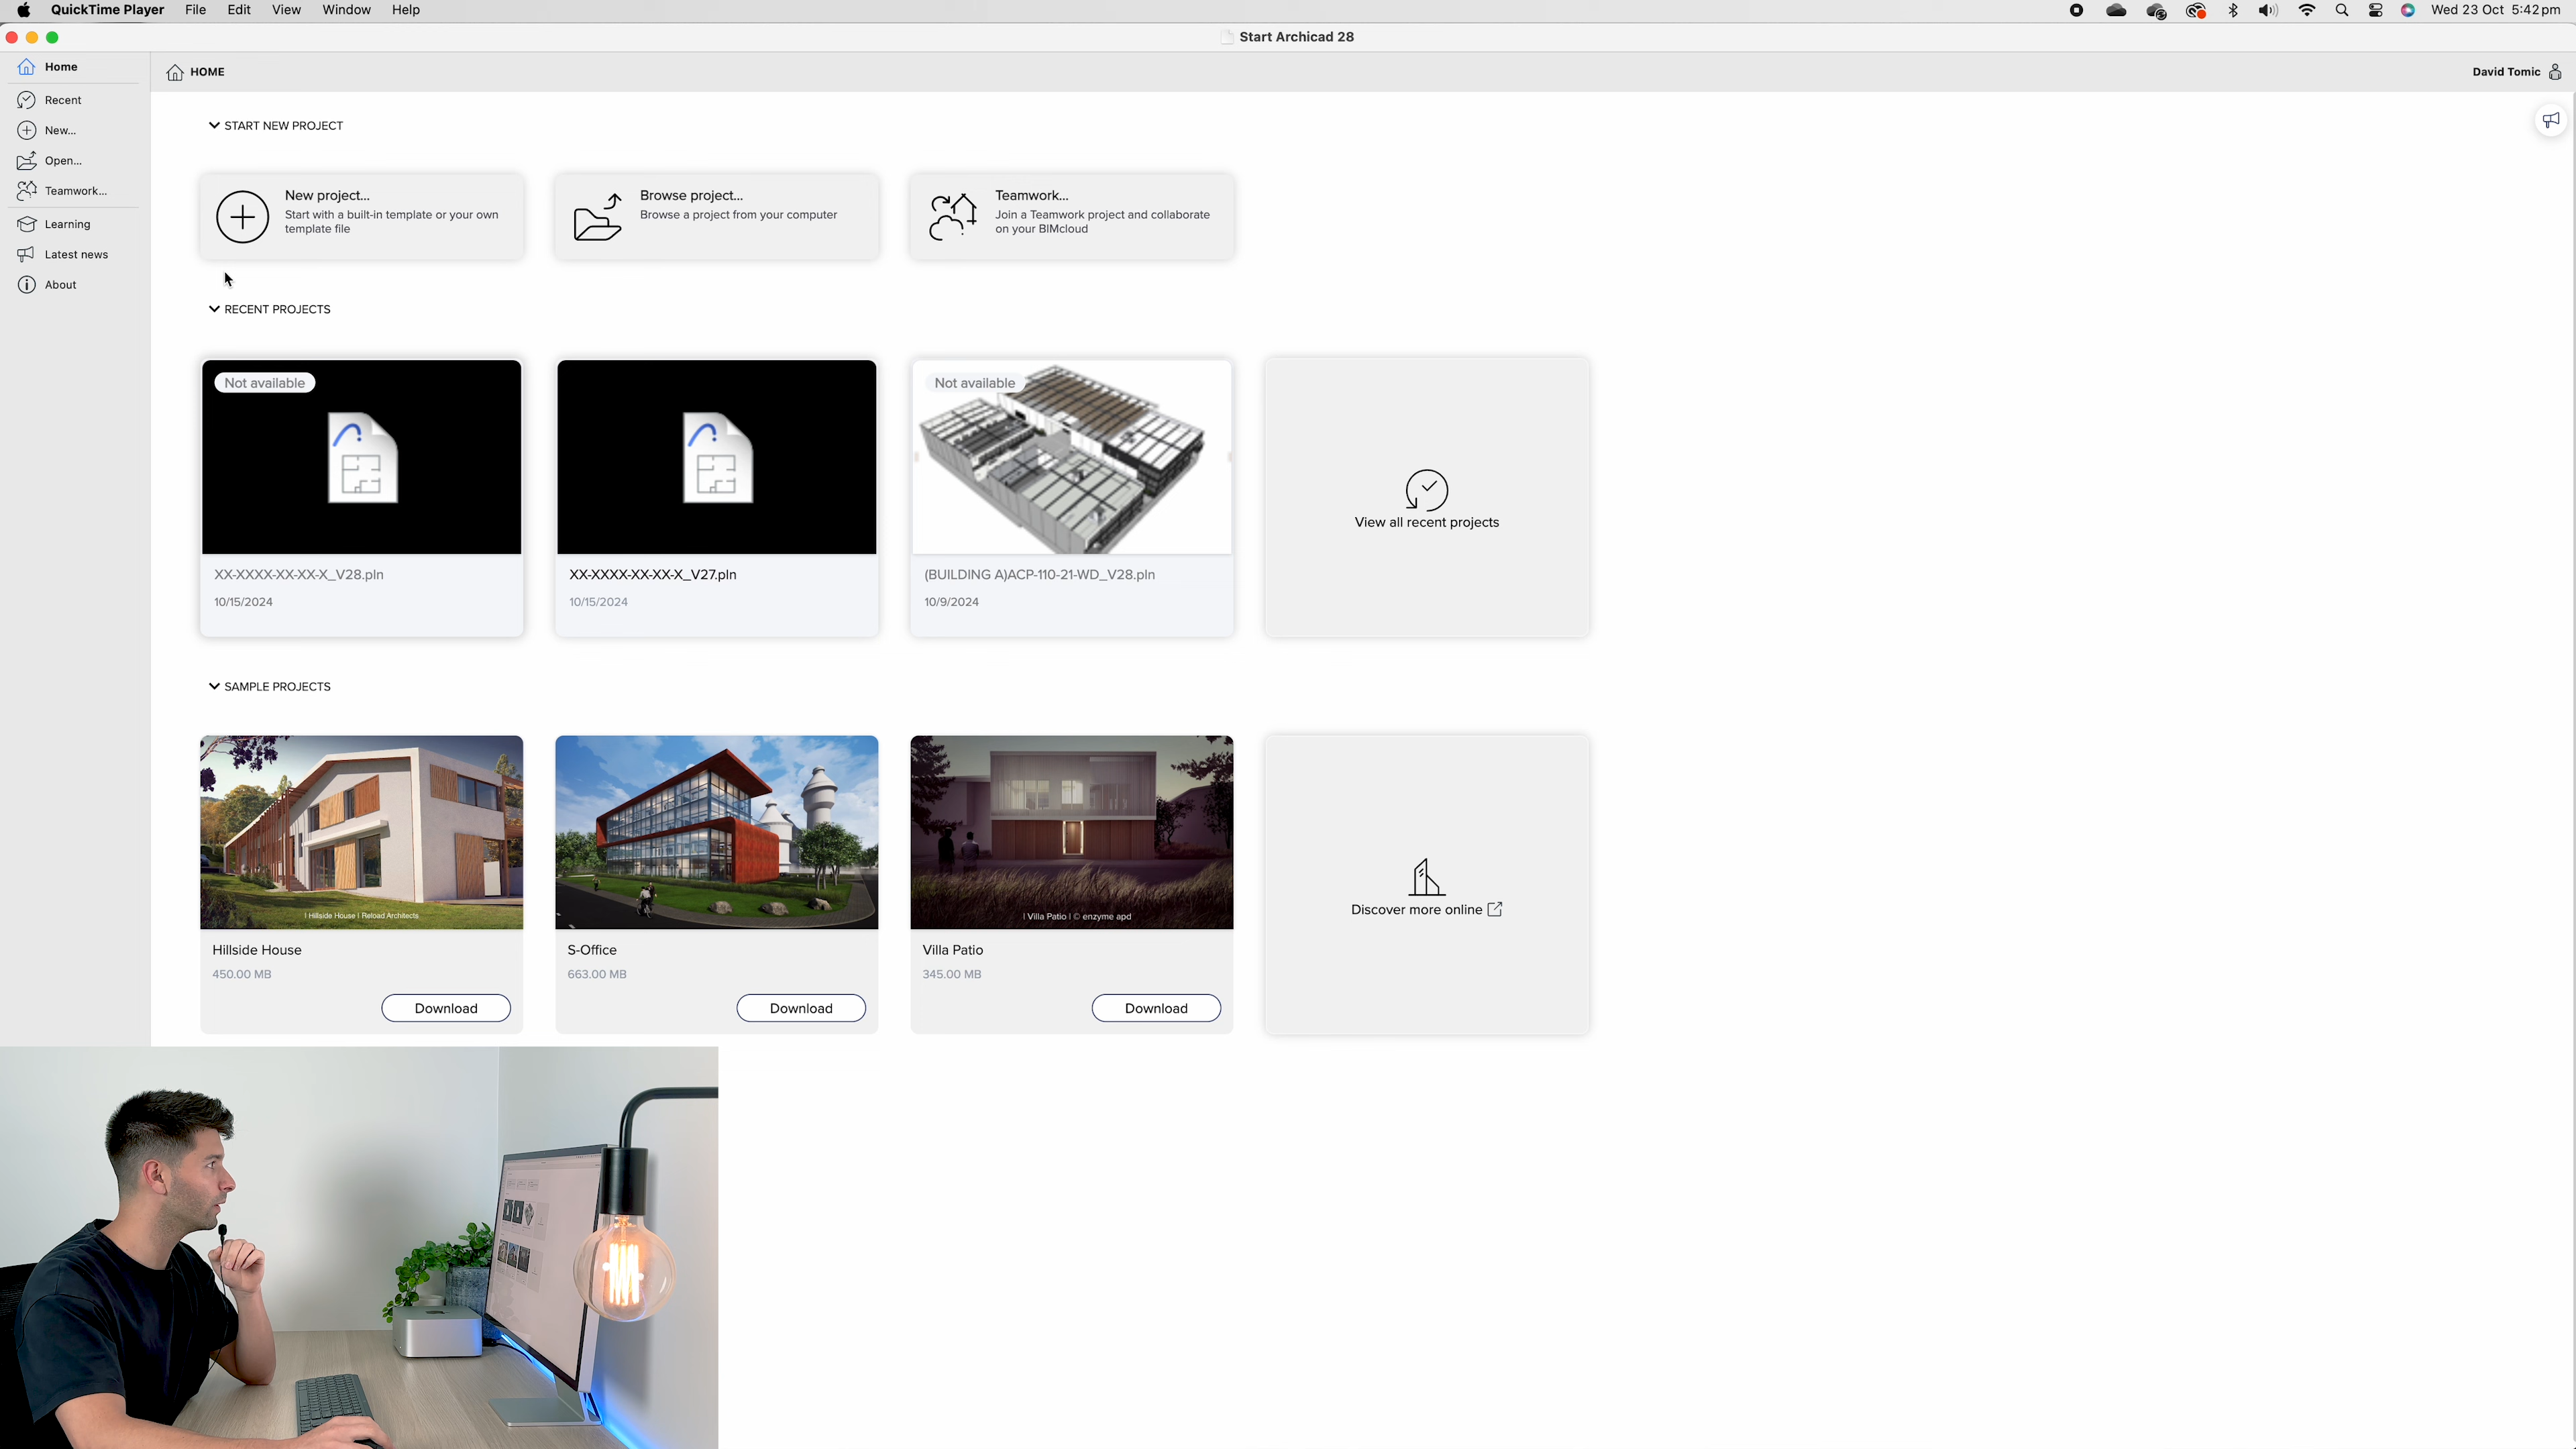 QuickTime Player File Edit View Window Help
Wed 23 Oct 5:42 pm
Start Archicad 28
Home
Recent
New...
Open...
Teamwork...
Learning
Latest news
About
HOME
David Tomic
START NEW PROJECT
New project...
Start with a built-in template or your own
template file
Browse project...
Browse a project from your computer
Teamwork...
Join a Teamwork project and collaborate
on your BIMcloud
RECENT PROJECTS
Not available
XX-XXXX-XX-XX-X_V28.pln
10/15/2024
XX-XXXX-XX-XX-X_V27.pln
10/15/2024
Not available
(BUILDING A)ACP-110-21-WD_V28.pln
10/9/2024
View all recent projects
SAMPLE PROJECTS
| Hillside House | Reload Architects
Hillside House
450.00 MB
Download
S-Office
663.00 MB
Download
| Villa Patio | © enzyme apd
Villa Patio
345.00 MB
Download
Discover more online